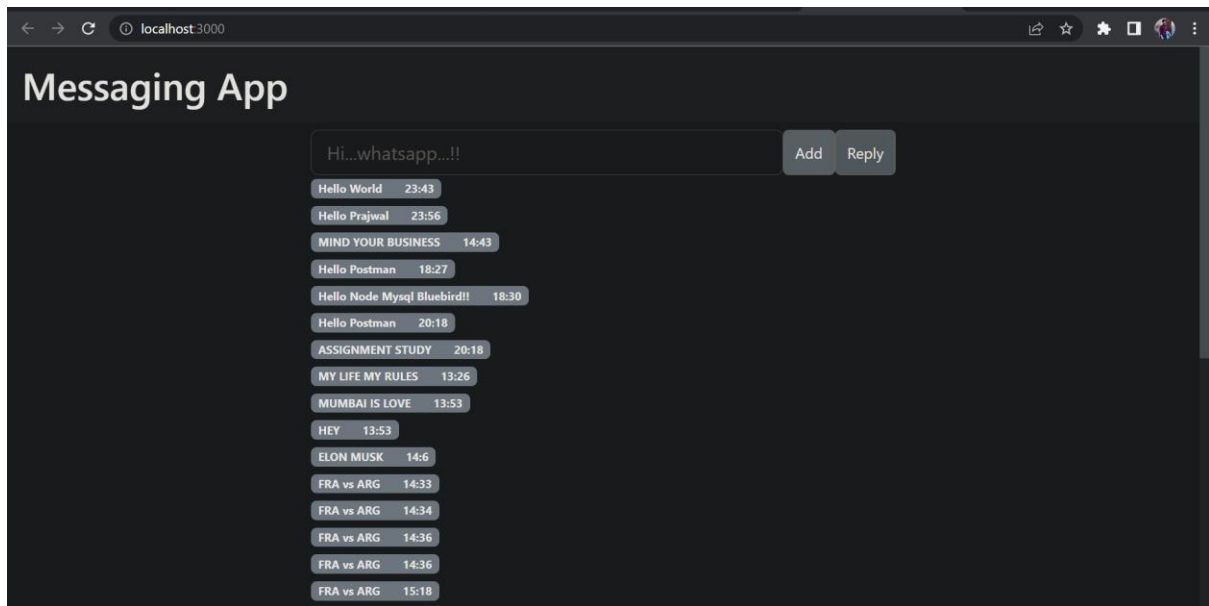 localhost:3000
Messaging App
Hi...whatsapp...!! Add Reply
Hello World 23:43
Hello Prajwal 23:56
MIND YOUR BUSINESS 14:43
Hello Postman 18:27
Hello Node Mysql Bluebird!! 18:30
Hello Postman 20:18
ASSIGNMENT STUDY 20:18
MY LIFE MY RULES 13:26
MUMBAI IS LOVE 13:53
HEY 13:53
ELON MUSK 14:6
FRA vs ARG 14:33
FRA vs ARG 14:34
FRA vs ARG 14:36
FRA vs ARG 14:36
FRA vs ARG 15:18